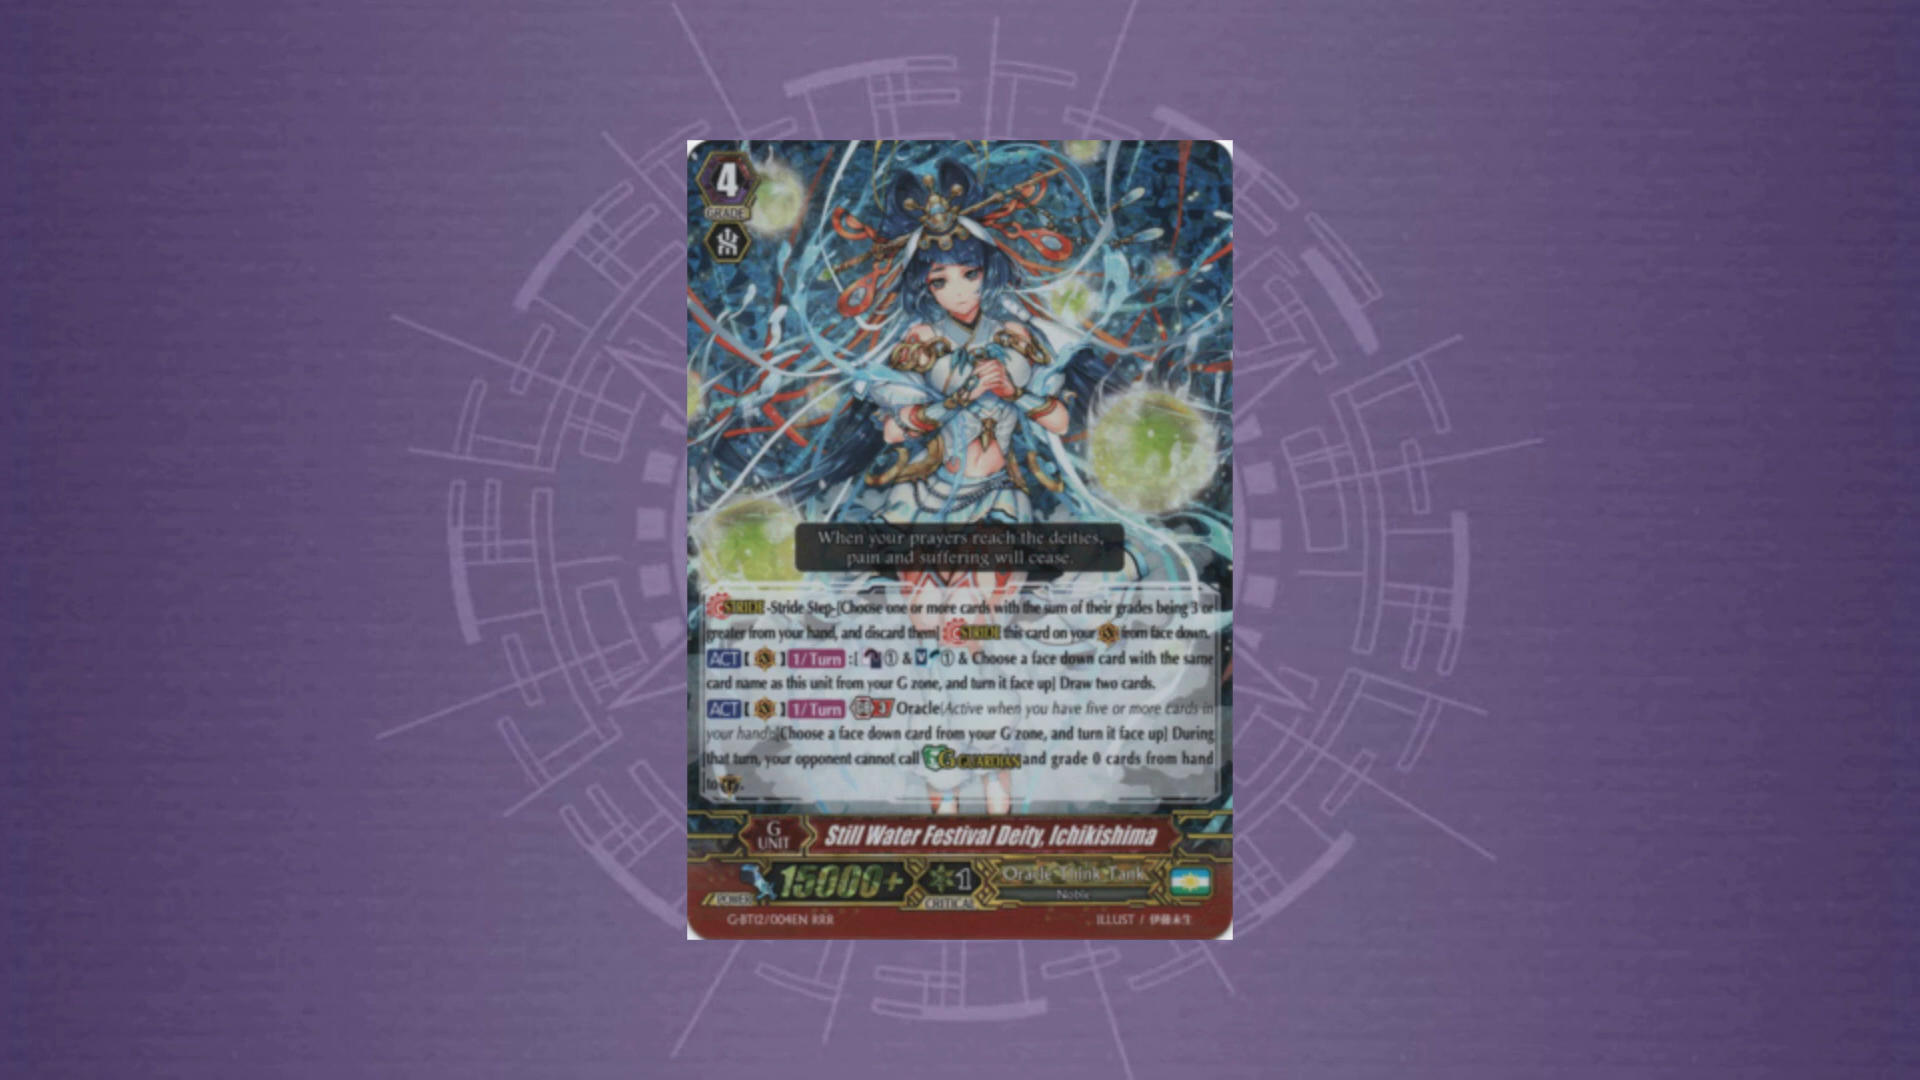 4
GRADE
When your prayers reach the deities,
pain and suffering will cease.
STRIDE -Stride Step-[Choose one or more cards with the sum of their grades being 3 or
greater from your hand, and discard them] STRIDE this card on your from face down.
ACT【 】1/Turn :[ ① & ① & Choose a face down card with the same
card name as this unit from your G zone, and turn it face up] Draw two cards.
ACT【 】1/Turn 3 Oracle(Active when you have five or more cards in
your hand):[Choose a face down card from your G zone, and turn it face up] During
that turn, your opponent cannot call G GUARDIAN and grade 0 cards from hand
to .
G
UNIT
Still Water Festival Deity, Ichikishima
POWER 15000+ 1
CRITICAL
Oracle Think Tank
Noble
G-BT12/004EN RRR
ILLUST / 伊藤未生